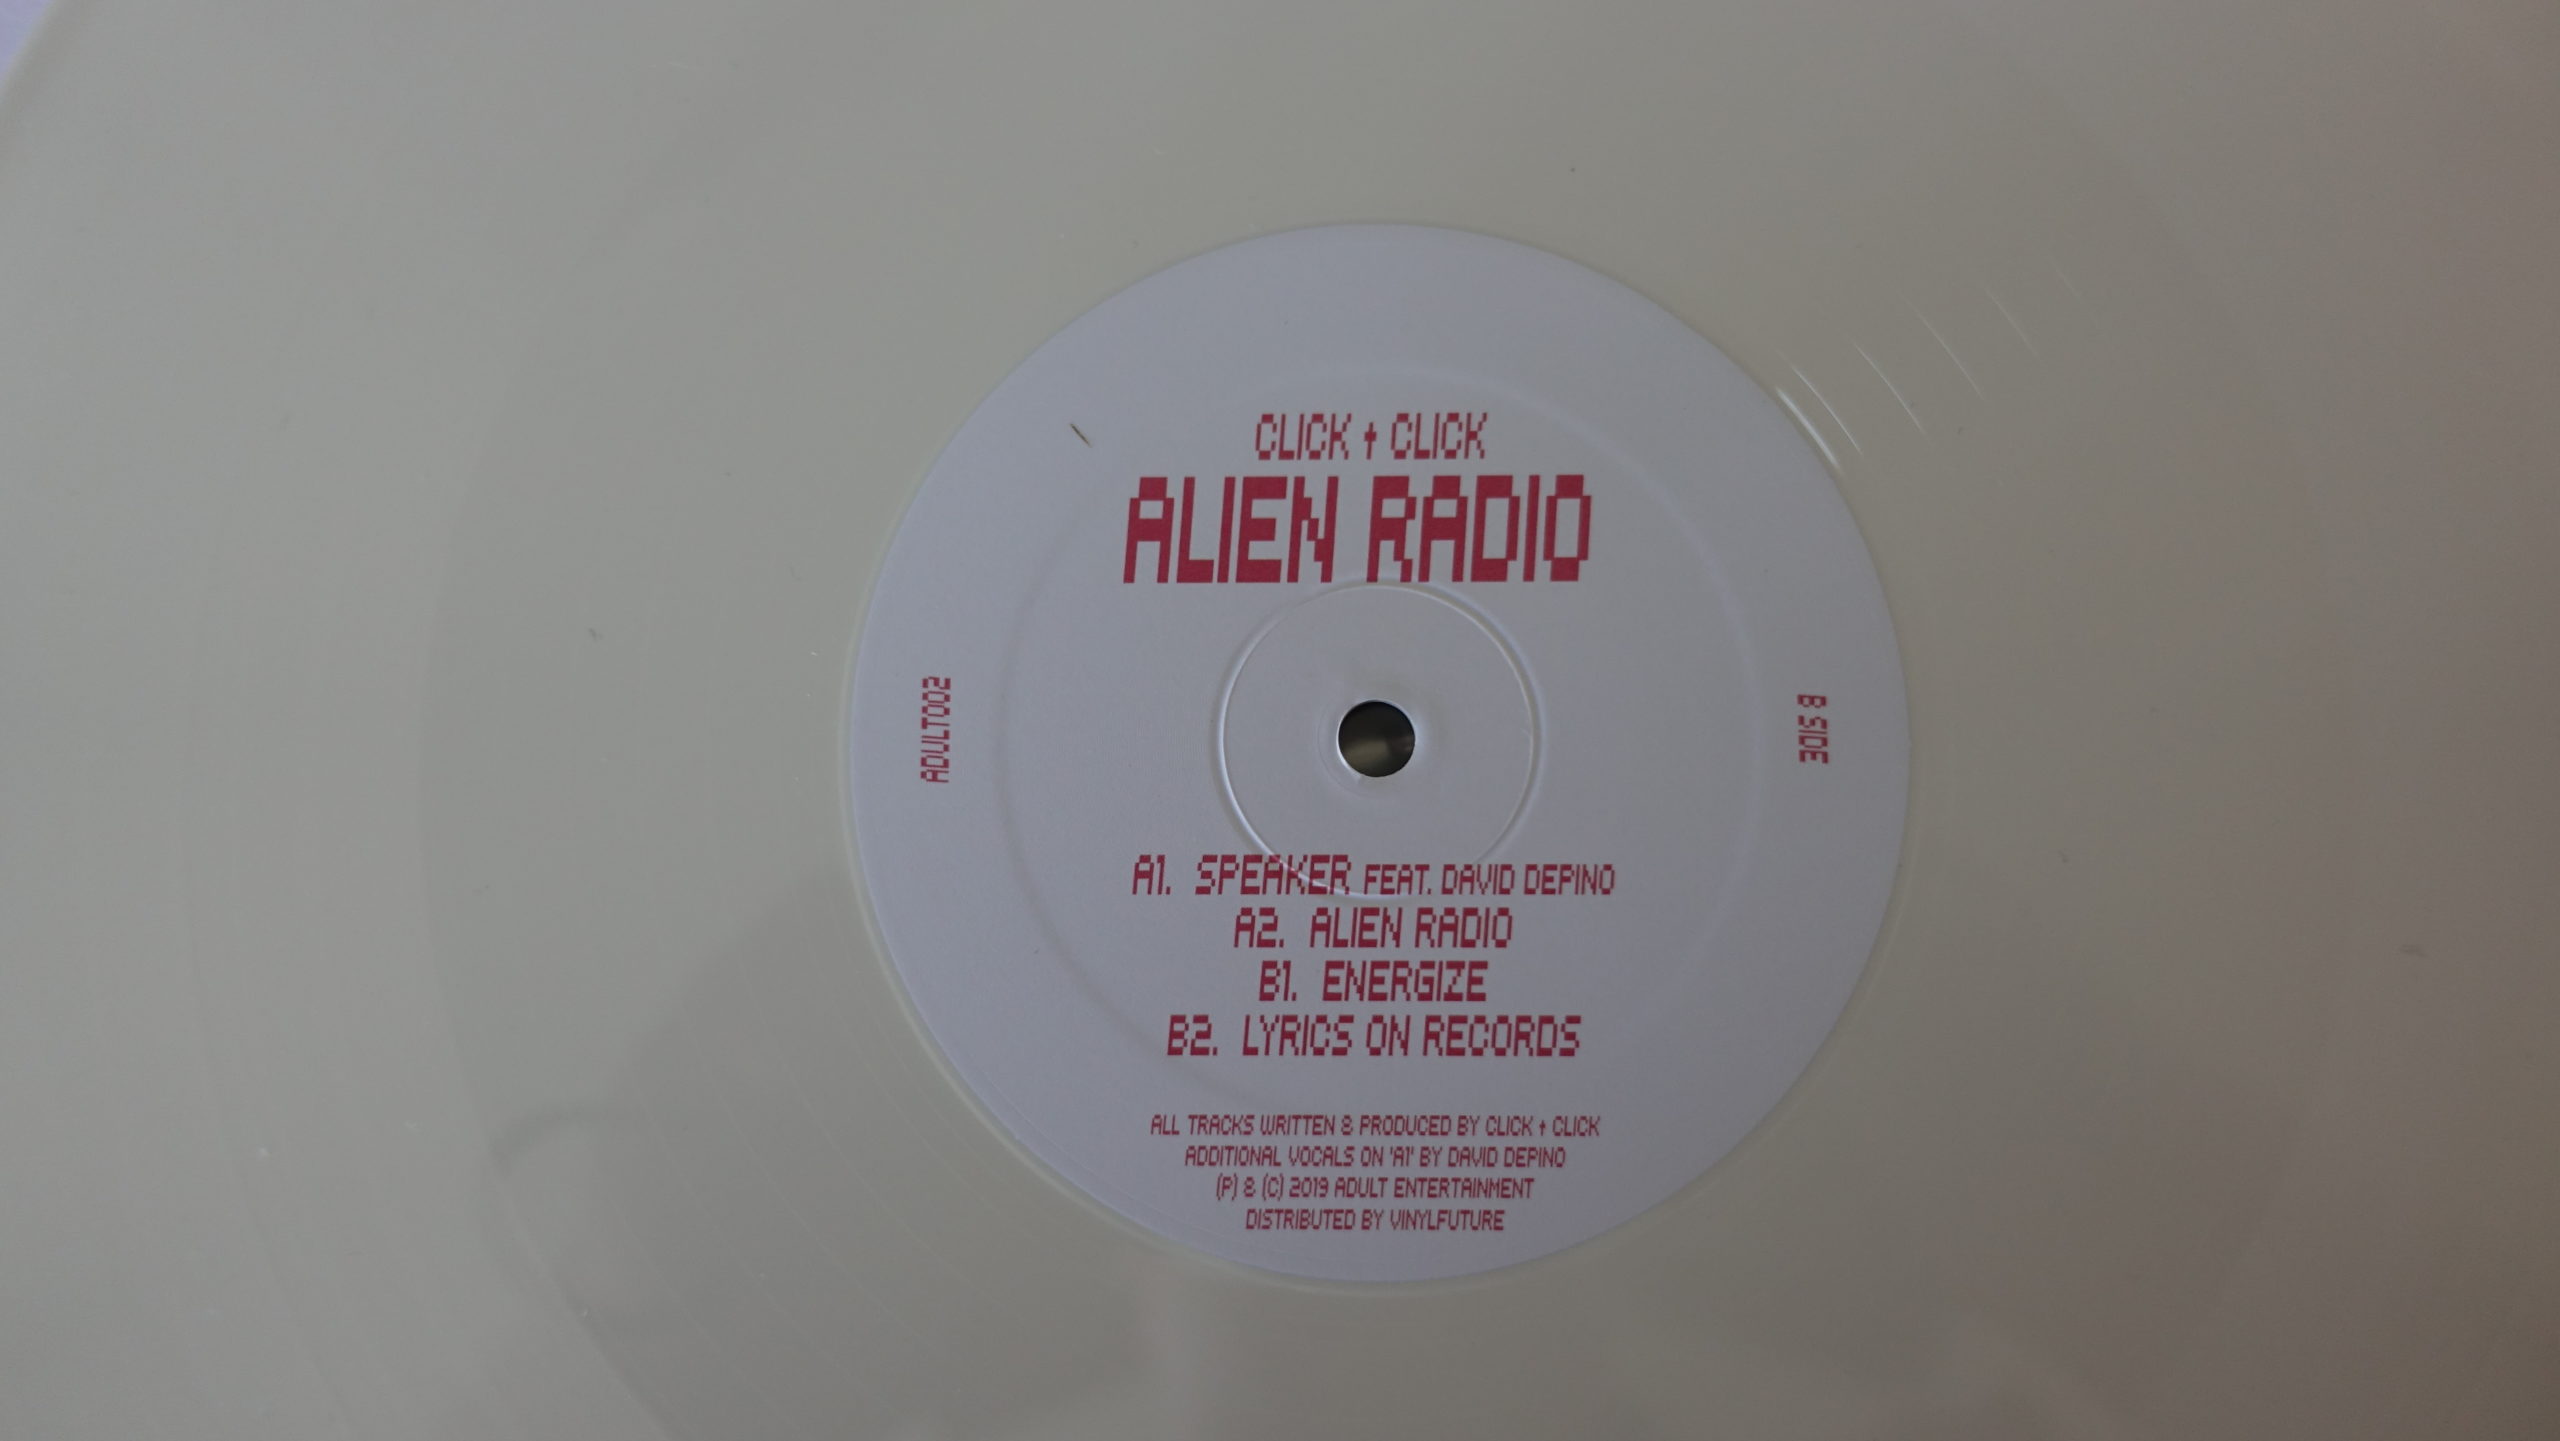 CLICK + CLICK
ALIEN RADIO
ADULT002
B SIDE
A1. SPEAKER FEAT. DAVID DEPINO
A2. ALIEN RADIO
B1. ENERGIZE
B2. LYRICS ON RECORDS
ALL TRACKS WRITTEN & PRODUCED BY CLICK + CLICK
ADDITIONAL VOCALS ON 'A1' BY DAVID DEPINO
(P) & (C) 2019 ADULT ENTERTAINMENT
DISTRIBUTED BY VINYLFUTURE